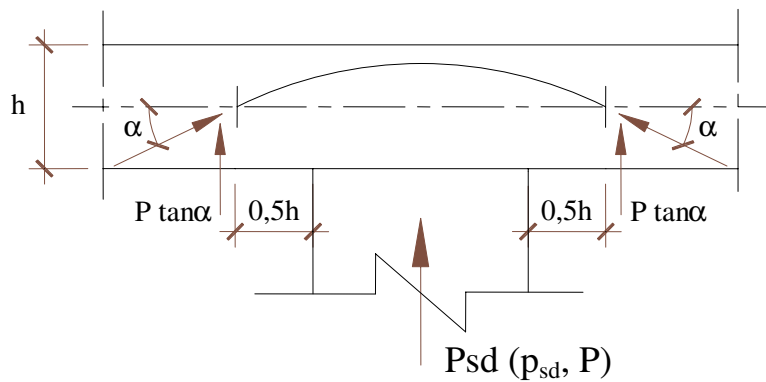 h
α
α
P tanα
0,5h
0,5h
P tanα
Psd (psd, P)